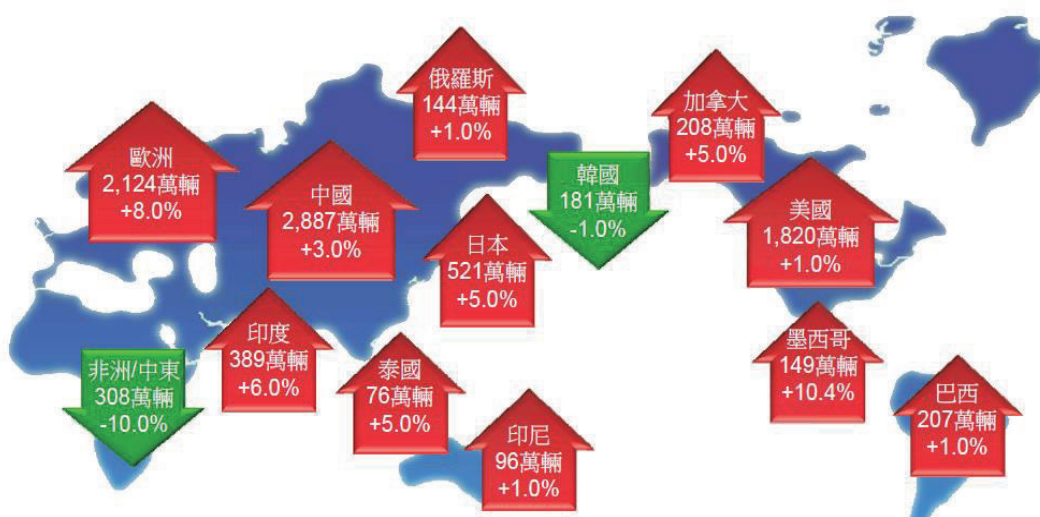 俄羅斯
144萬輛
+1.0%
加拿大
208萬輛
+5.0%
歐洲
2,124萬輛
+8.0%
中國
2,887萬輛
+3.0%
韓國
181萬輛
-1.0%
美國
1,820萬輛
+1.0%
日本
521萬輛
+5.0%
印度
389萬輛
+6.0%
墨西哥
149萬輛
+10.4%
非洲/中東
308萬輛
-10.0%
泰國
76萬輛
+5.0%
巴西
207萬輛
+1.0%
印尼
96萬輛
+1.0%